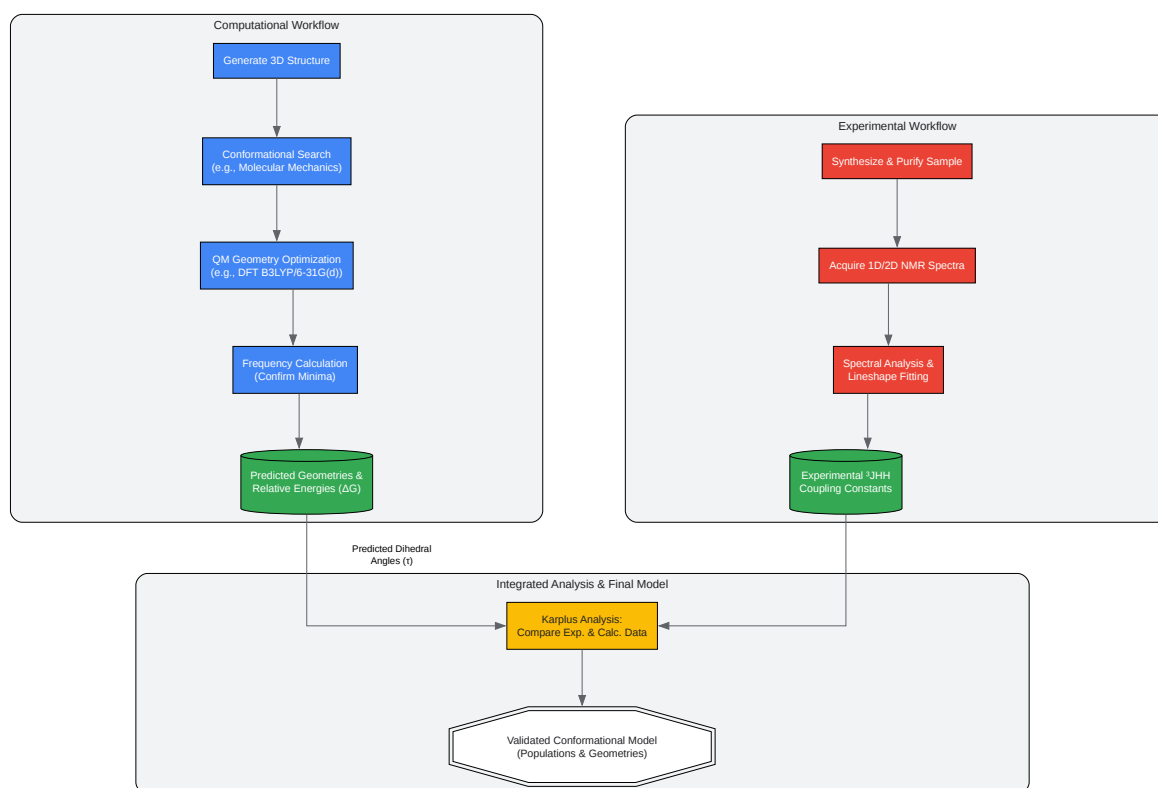 Computational Workflow
Generate 3D Structure
Conformational Search
(e.g., Molecular Mechanics)
QM Geometry Optimization
(e.g., DFT B3LYP/6-31G(d))
Frequency Calculation
(Confirm Minima)
Predicted Geometries &
Relative Energies (ΔG)
Experimental Workflow
Synthesize & Purify Sample
Acquire 1D/2D NMR Spectra
Spectral Analysis &
Lineshape Fitting
Experimental ³JHH
Coupling Constants
Predicted Dihedral
Angles (τ)
Integrated Analysis & Final Model
Karplus Analysis:
Compare Exp. & Calc. Data
Validated Conformational Model
(Populations & Geometries)